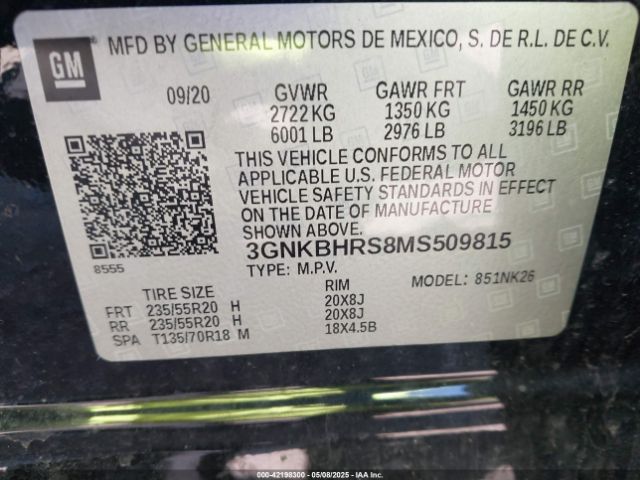 GM
MFD BY GENERAL MOTORS DE MEXICO, S. DE R.L. DE C.V.
09/20 GVWR GAWR FRT GAWR RR
2722 KG 1350 KG 1450 KG
6001 LB 2976 LB 3196 LB
THIS VEHICLE CONFORMS TO ALL
APPLICABLE U.S. FEDERAL MOTOR
VEHICLE SAFETY STANDARDS IN EFFECT
ON THE DATE OF MANUFACTURE
SHOWN ABOVE.
8555 3GNKBHRS8MS509815
TYPE: M.P.V. MODEL: 851NK26
TIRE SIZE RIM
FRT 235/55R20 H 20X8J
RR 235/55R20 H 20X8J
SPA T135/70R18 M 18X4.5B
000-42198300 - 05/08/2025 - IAA Inc.